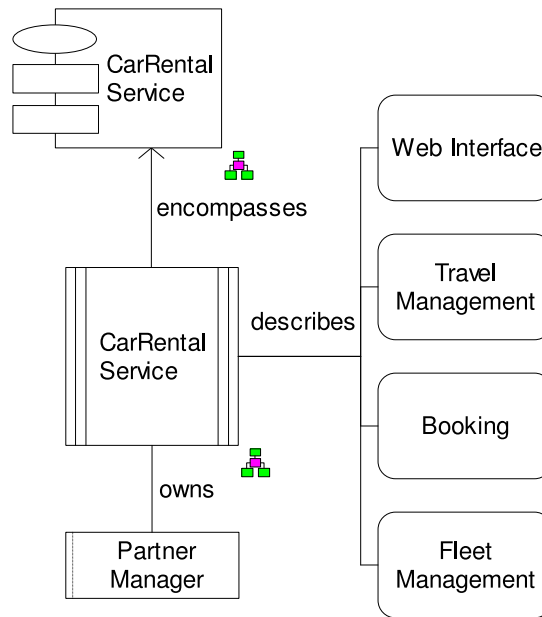 CarRental
Service
Web Interface
encompasses
Travel
Management
describes
CarRental
Service
Booking
owns
Partner
Manager
Fleet
Management